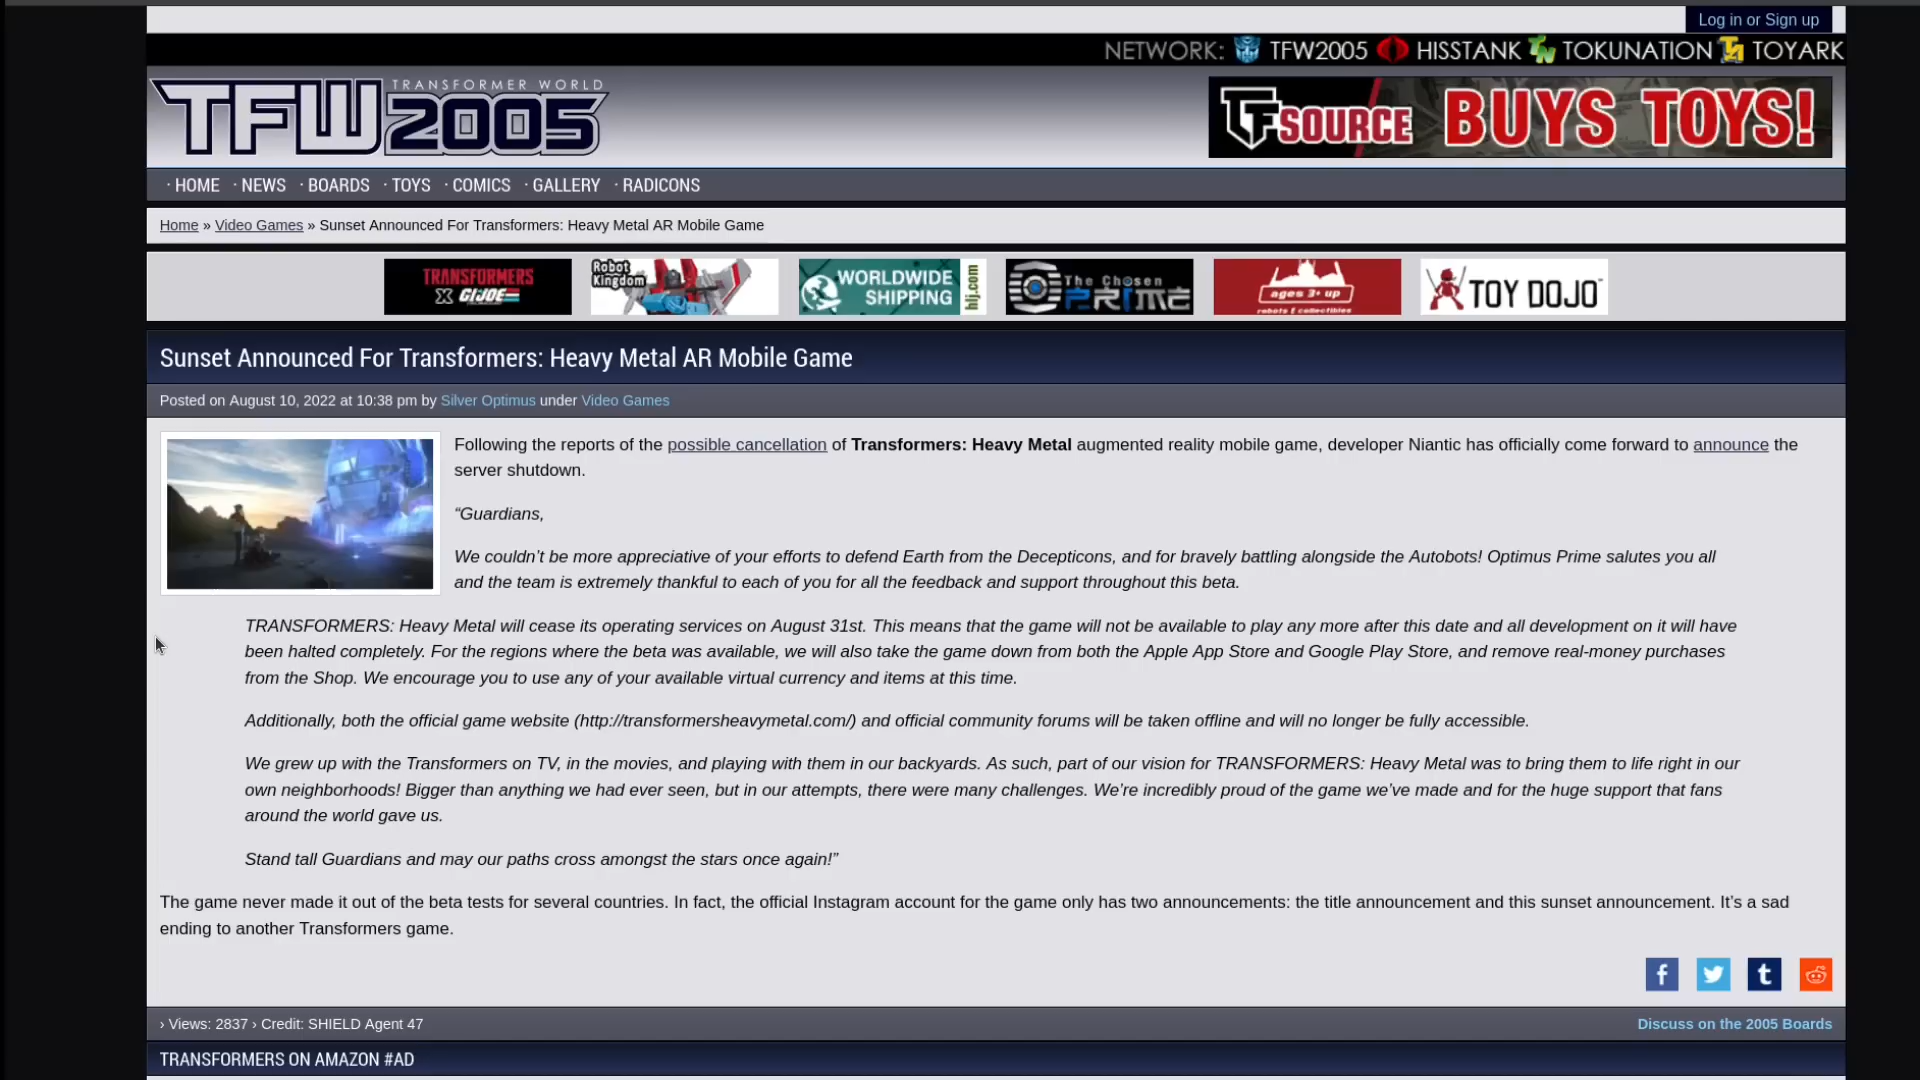 Log in or Sign up
NETWORK: TFW2005 HISSTANK TOKUNATION TOYARK
TRANSFORMER WORLD
TFW2005
TFSOURCE BUYS TOYS!
· HOME · NEWS · BOARDS · TOYS · COMICS · GALLERY · RADICONS
Home » Video Games » Sunset Announced For Transformers: Heavy Metal AR Mobile Game
TRANSFORMERS
X GI JOE
Robot
Kingdom
WORLDWIDE
SHIPPING
hlj.com
The Chosen
PRIME
ages 3+ up
robots & collectibles
TOY DOJO
Sunset Announced For Transformers: Heavy Metal AR Mobile Game
Posted on August 10, 2022 at 10:38 pm by Silver Optimus under Video Games
Following the reports of the possible cancellation of Transformers: Heavy Metal augmented reality mobile game, developer Niantic has officially come forward to announce the
server shutdown.
“Guardians,
We couldn’t be more appreciative of your efforts to defend Earth from the Decepticons, and for bravely battling alongside the Autobots! Optimus Prime salutes you all
and the team is extremely thankful to each of you for all the feedback and support throughout this beta.
TRANSFORMERS: Heavy Metal will cease its operating services on August 31st. This means that the game will not be available to play any more after this date and all development on it will have
been halted completely. For the regions where the beta was available, we will also take the game down from both the Apple App Store and Google Play Store, and remove real-money purchases
from the Shop. We encourage you to use any of your available virtual currency and items at this time.
Additionally, both the official game website (http://transformersheavymetal.com/) and official community forums will be taken offline and will no longer be fully accessible.
We grew up with the Transformers on TV, in the movies, and playing with them in our backyards. As such, part of our vision for TRANSFORMERS: Heavy Metal was to bring them to life right in our
own neighborhoods! Bigger than anything we had ever seen, but in our attempts, there were many challenges. We’re incredibly proud of the game we’ve made and for the huge support that fans
around the world gave us.
Stand tall Guardians and may our paths cross amongst the stars once again!”
The game never made it out of the beta tests for several countries. In fact, the official Instagram account for the game only has two announcements: the title announcement and this sunset announcement. It’s a sad
ending to another Transformers game.
› Views: 2837 › Credit: SHIELD Agent 47
Discuss on the 2005 Boards
TRANSFORMERS ON AMAZON #AD